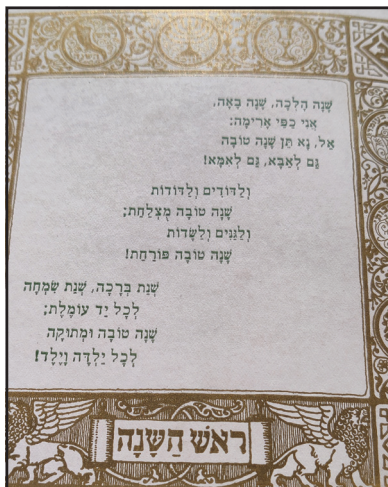 שָׁנָה הָלְכָה, שָׁנָה בָּאָה,
אֲנִי כַּפַּי אָרִימָה:
אֵל, נָא תֵּן שָׁנָה טוֹבָה
גַּם לְאַבָּא, גַּם לְאִמָּא!
וְלַדּוֹדִים וְלַדּוֹדוֹת
שָׁנָה טוֹבָה מְצֻלַּחַת;
וְלַגַּנִּים וְלַשָּׂדוֹת
שָׁנָה טוֹבָה פּוֹרַחַת!
שְׁנַת בְּרָכָה, שְׁנַת שִׂמְחָה
לְכָל יָד עוֹמֶלֶת;
שָׁנָה טוֹבָה וּמְתוּקָה
לְכָל יַלְדָּה וָיֶלֶד!
רֹאשׁ הַשָּׁנָה